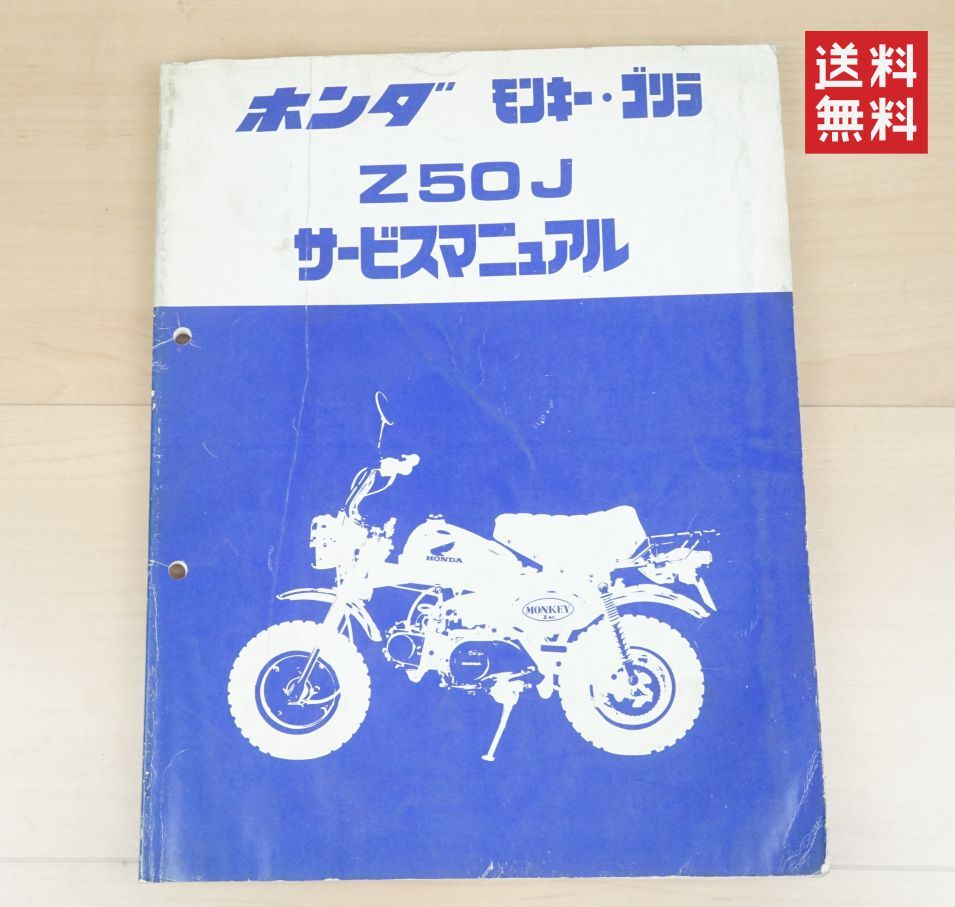 送料
無料
ホンダ モンキー・ゴリラ
Z50J
サービスマニュアル
HONDA
MONKEY